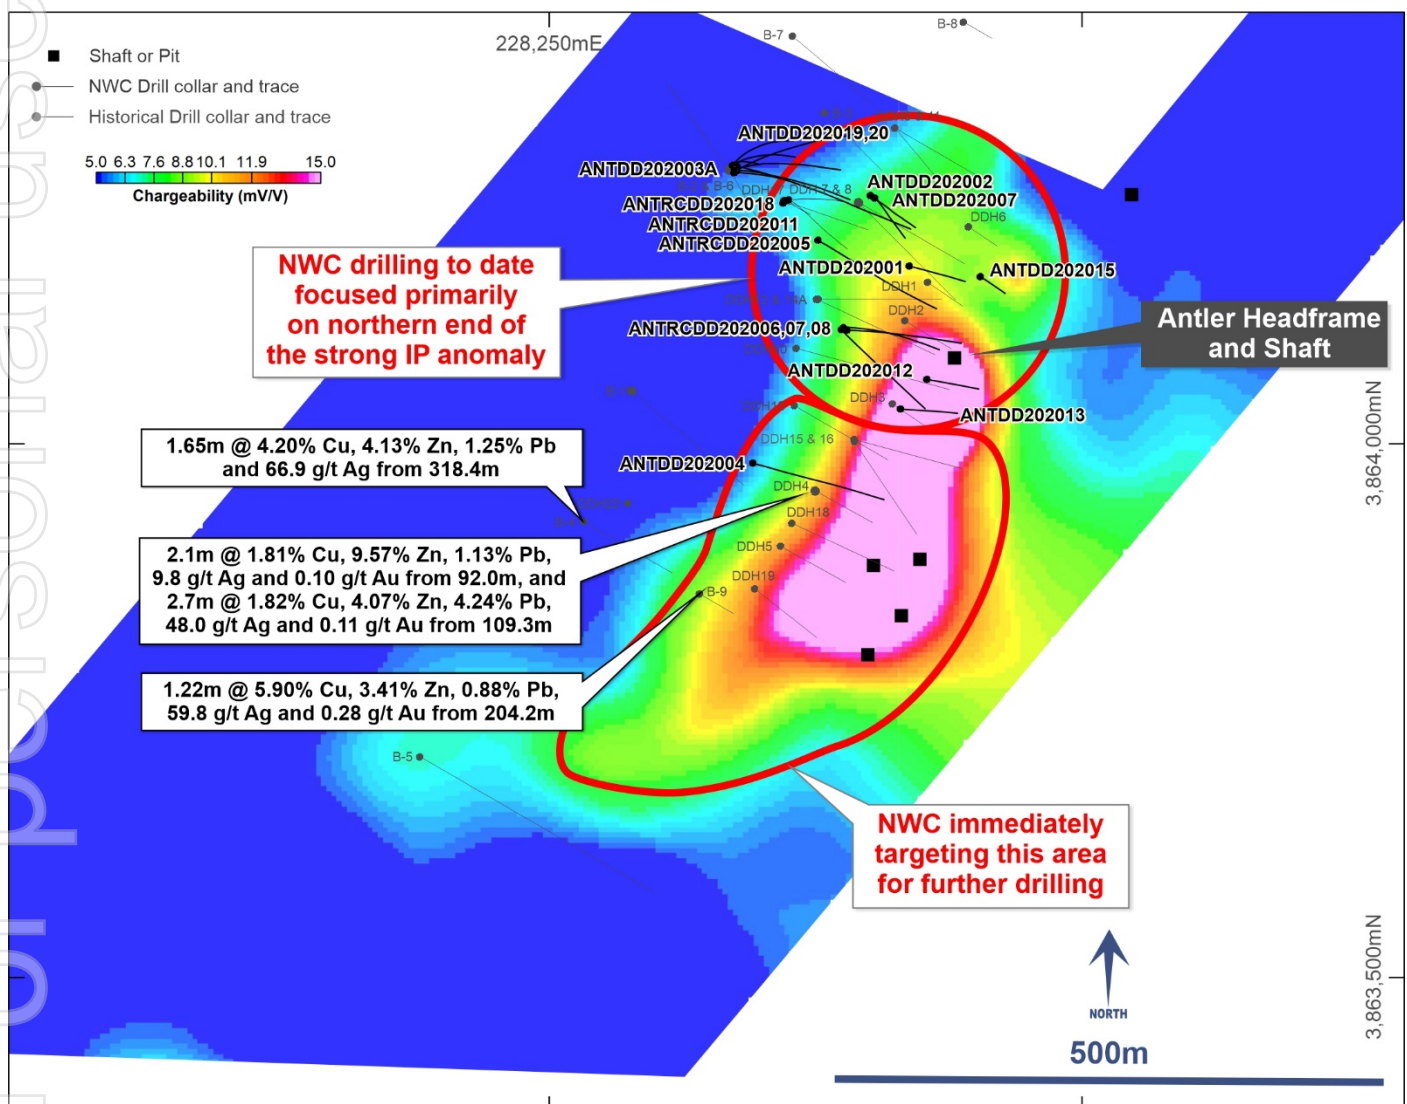 228,250mE
B-7
B-8
Shaft or Pit
NWC Drill collar and trace
Historical Drill collar and trace
5.0 6.3 7.6 8.8 10.1 11.9 15.0
Chargeability (mV/V)
ANTDD202019,20
ANTDD202003A
ANTDD202002
ANTRCDD202018
ANTDD202007
ANTRCDD202011
DDH6
ANTRCDD202005
ANTDD202001
ANTDD202015
DDH1
DDH2
ANTRCDD202006,07,08
ANTDD202012
DDH3
ANTDD202013
DDH15 & 16
ANTDD202004
DDH4
DDH18
DDH5
DDH19
B-9
B-5
NWC drilling to date
focused primarily
on northern end of
the strong IP anomaly
Antler Headframe
and Shaft
1.65m @ 4.20% Cu, 4.13% Zn, 1.25% Pb
and 66.9 g/t Ag from 318.4m
2.1m @ 1.81% Cu, 9.57% Zn, 1.13% Pb,
9.8 g/t Ag and 0.10 g/t Au from 92.0m, and
2.7m @ 1.82% Cu, 4.07% Zn, 4.24% Pb,
48.0 g/t Ag and 0.11 g/t Au from 109.3m
1.22m @ 5.90% Cu, 3.41% Zn, 0.88% Pb,
59.8 g/t Ag and 0.28 g/t Au from 204.2m
NWC immediately
targeting this area
for further drilling
3,864,000mN
3,863,500mN
NORTH
500m
or personal us